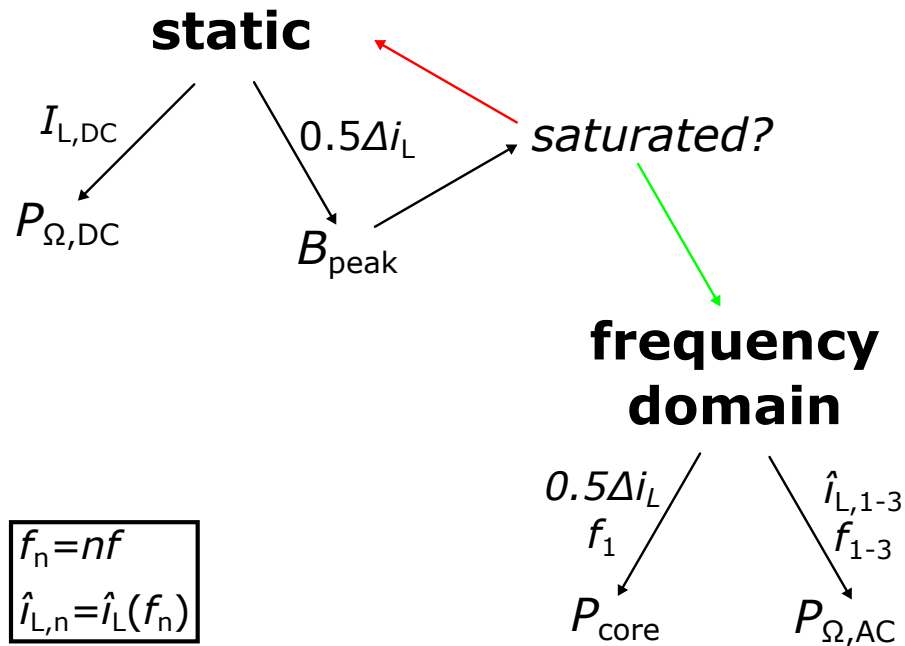 static
I_L,DC
0.5Δi_L
saturated?
P_Ω,DC
B_peak
frequency
domain
0.5Δi_L
f_1
î_L,1-3
f_1-3
P_core
P_Ω,AC
f_n=nf
î_L,n=î_L(f_n)